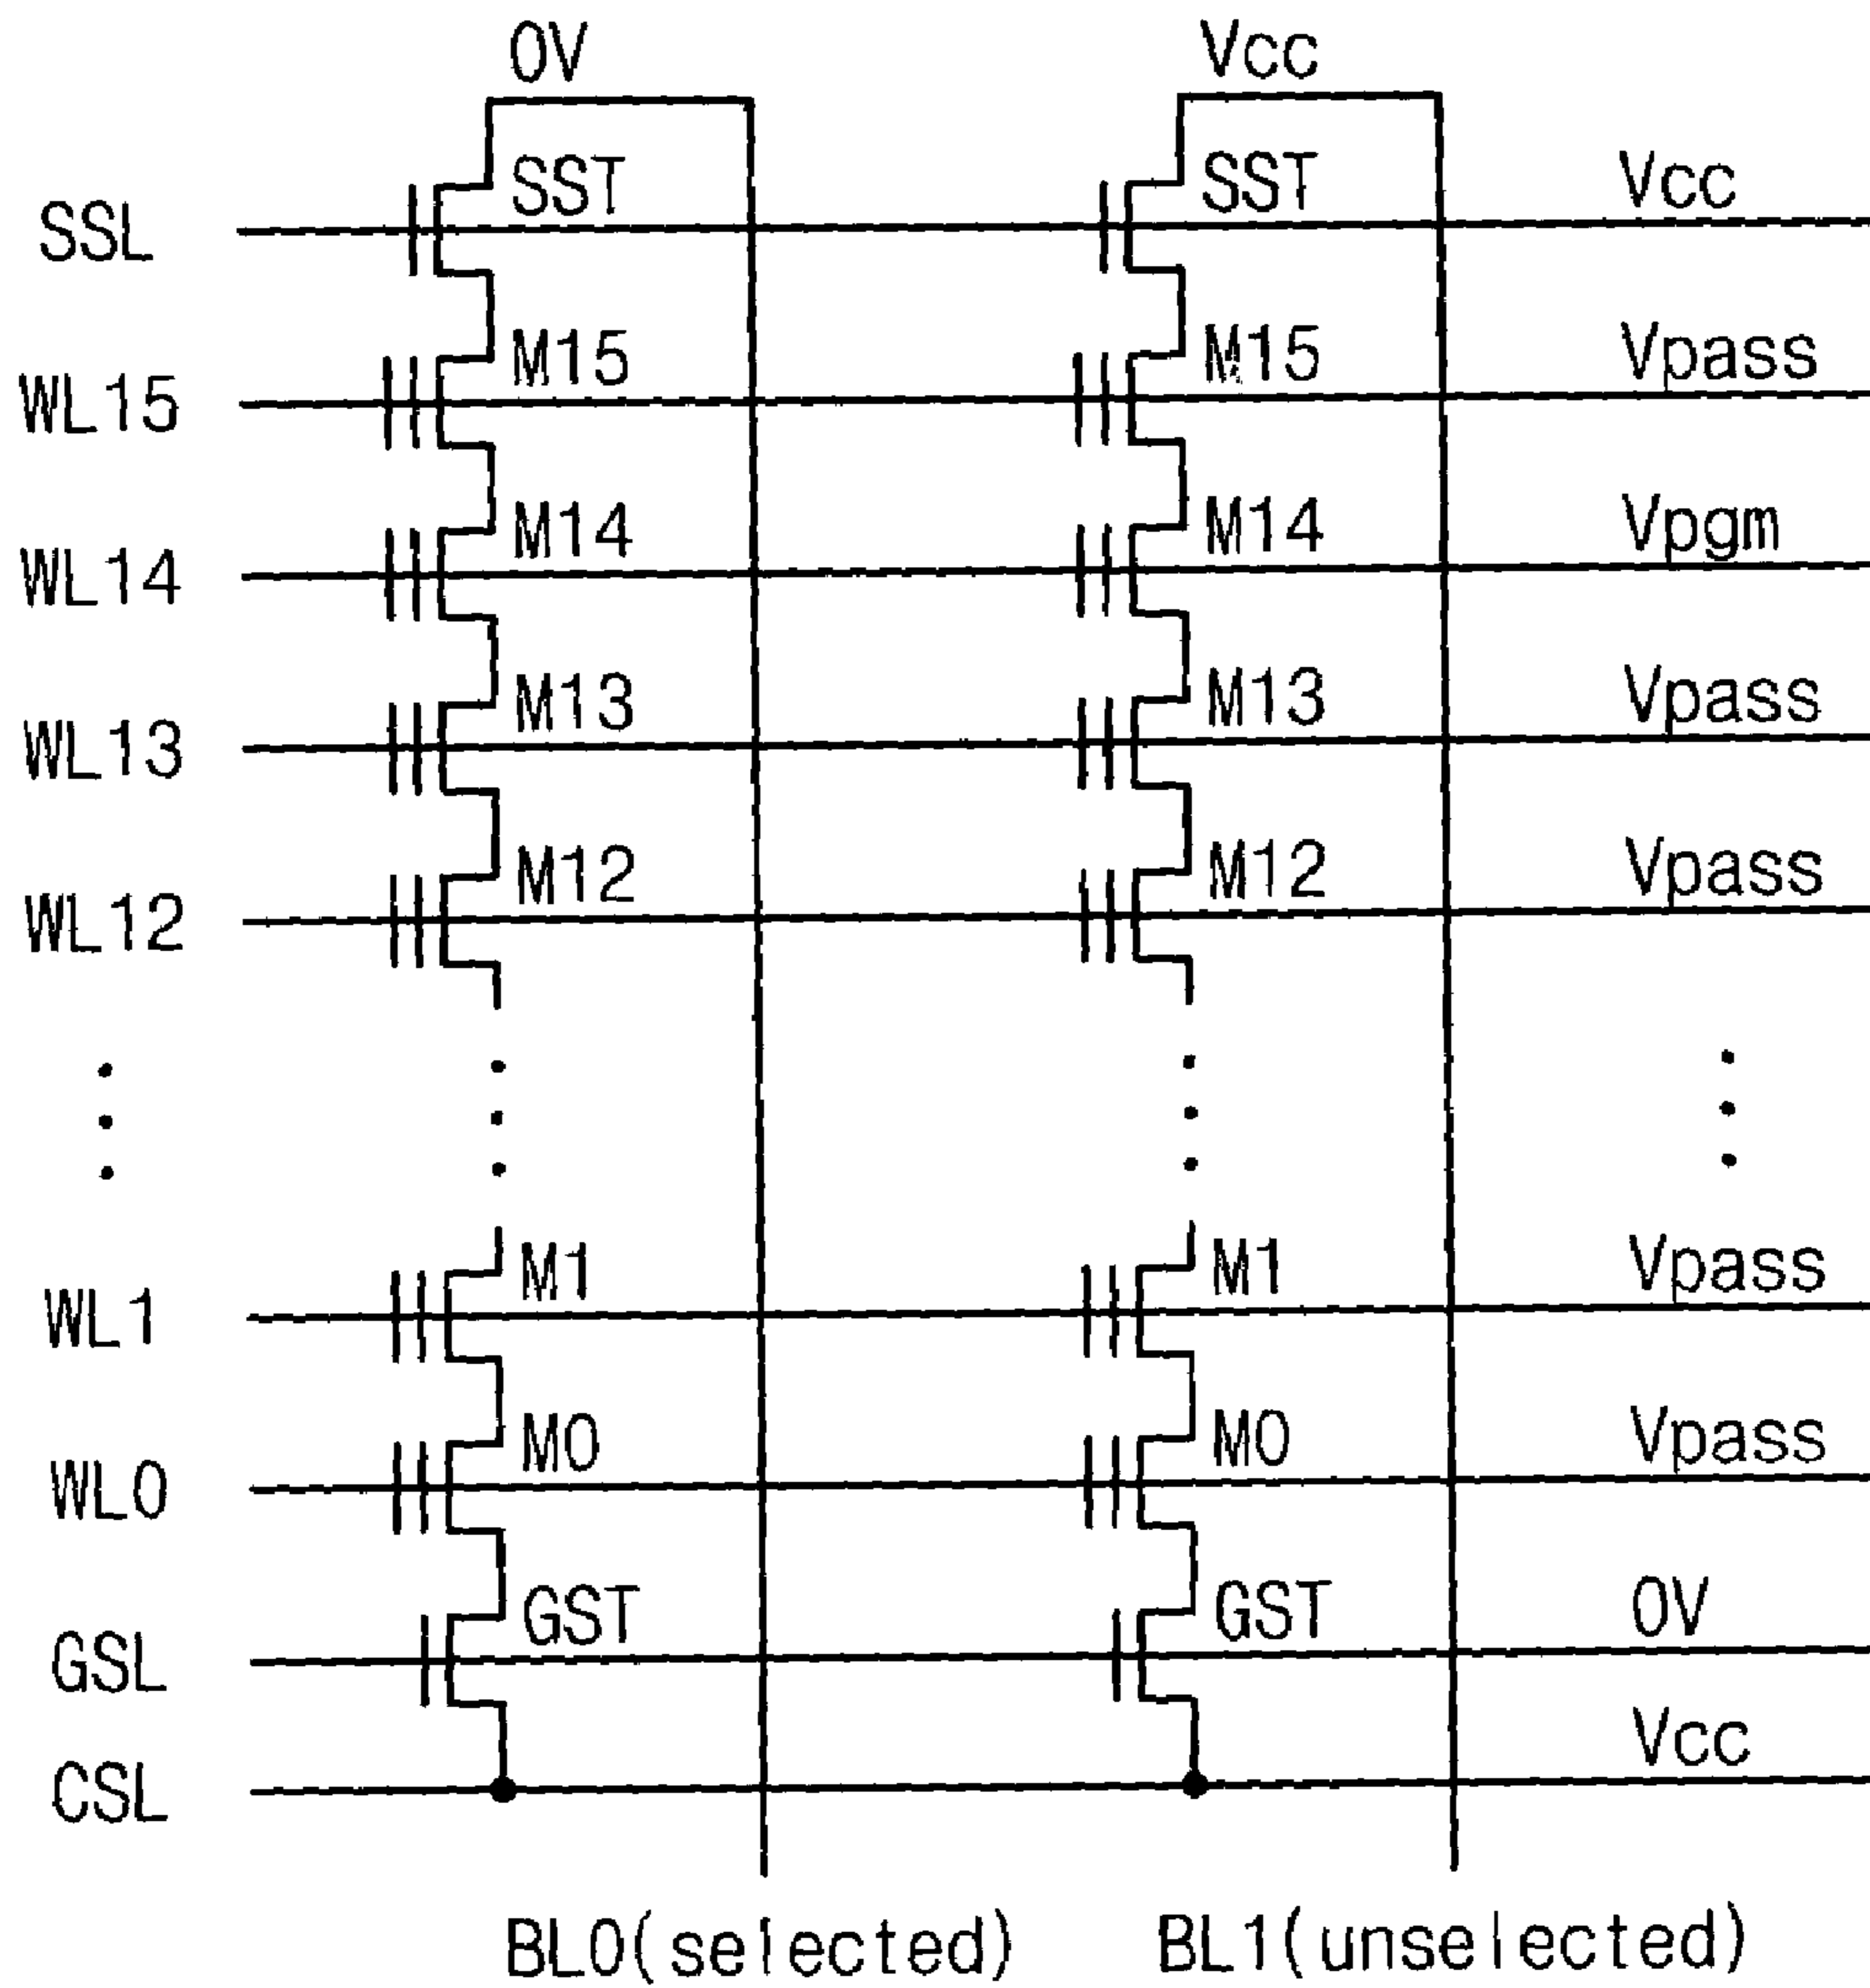 0V Vcc
SSL SST SST Vcc
WL15 M15 M15 Vpass
WL14 M14 M14 Vpgm
WL13 M13 M13 Vpass
WL12 M12 M12 Vpass
WL1 M1 M1 Vpass
WL0 M0 M0 Vpass
GSL GST GST 0V
CSL Vcc
BL0(selected) BL1(unselected)